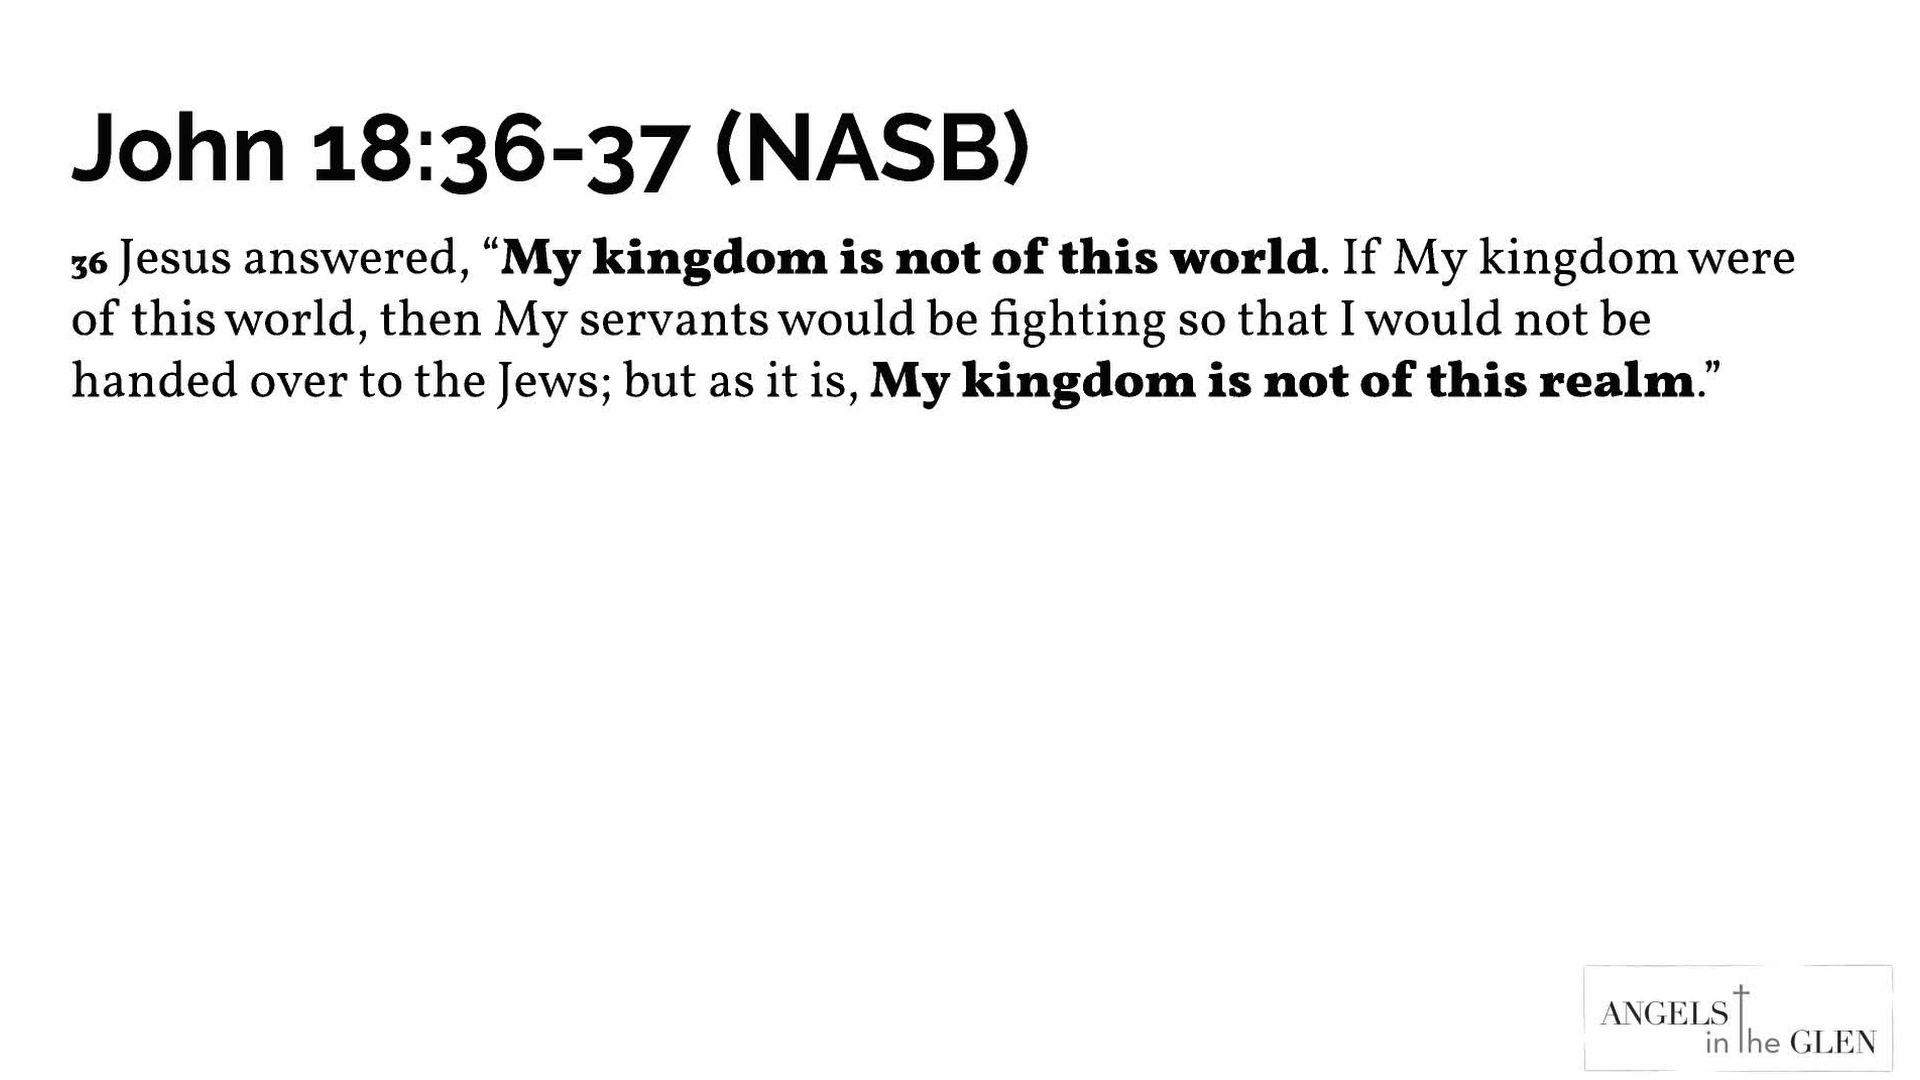 John 18:36-37 (NASB)
36 Jesus answered, “My kingdom is not of this world. If My kingdom were
of this world, then My servants would be fighting so that I would not be
handed over to the Jews; but as it is, My kingdom is not of this realm.”
ANGELS
in the GLEN